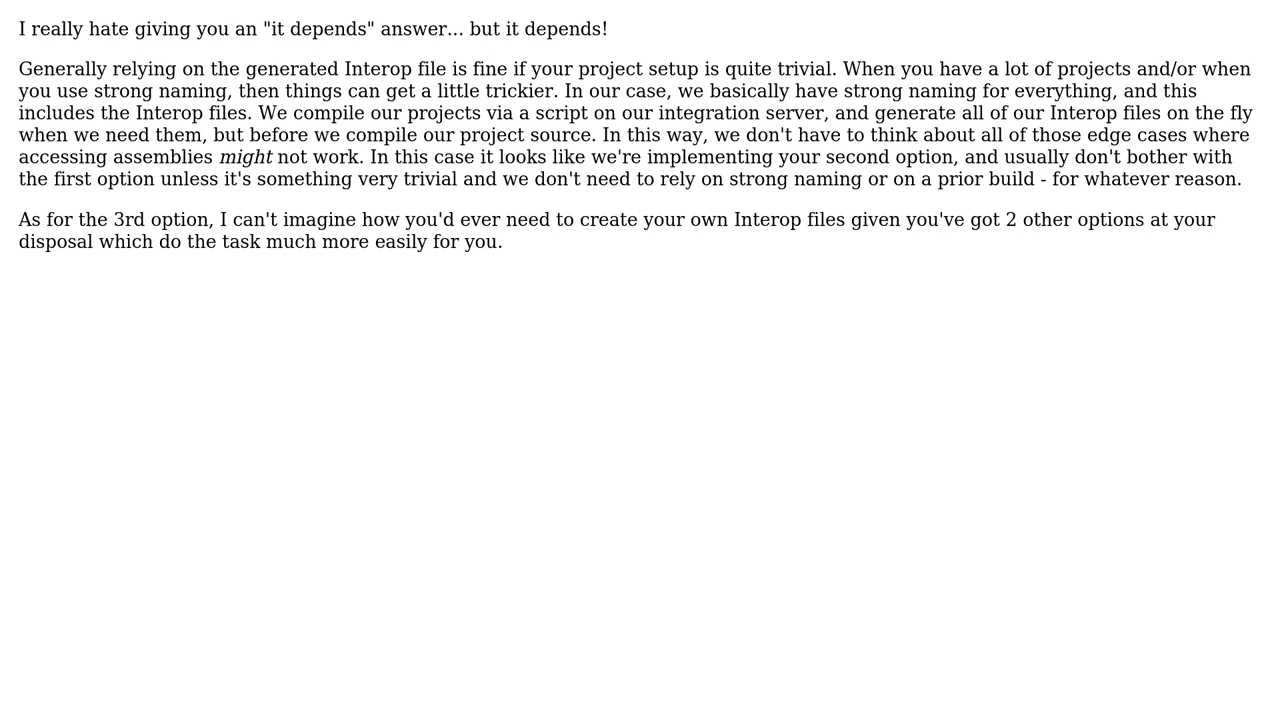 I really hate giving you an "it depends" answer... but it depends!
Generally relying on the generated Interop file is fine if your project setup is quite trivial. When you have a lot of projects and/or when
you use strong naming, then things can get a little trickier. In our case, we basically have strong naming for everything, and this
includes the Interop files. We compile our projects via a script on our integration server, and generate all of our Interop files on the fly
when we need them, but before we compile our project source. In this way, we don't have to think about all of those edge cases where
accessing assemblies might not work. In this case it looks like we're implementing your second option, and usually don't bother with
the first option unless it's something very trivial and we don't need to rely on strong naming or on a prior build - for whatever reason.
As for the 3rd option, I can't imagine how you'd ever need to create your own Interop files given you've got 2 other options at your
disposal which do the task much more easily for you.